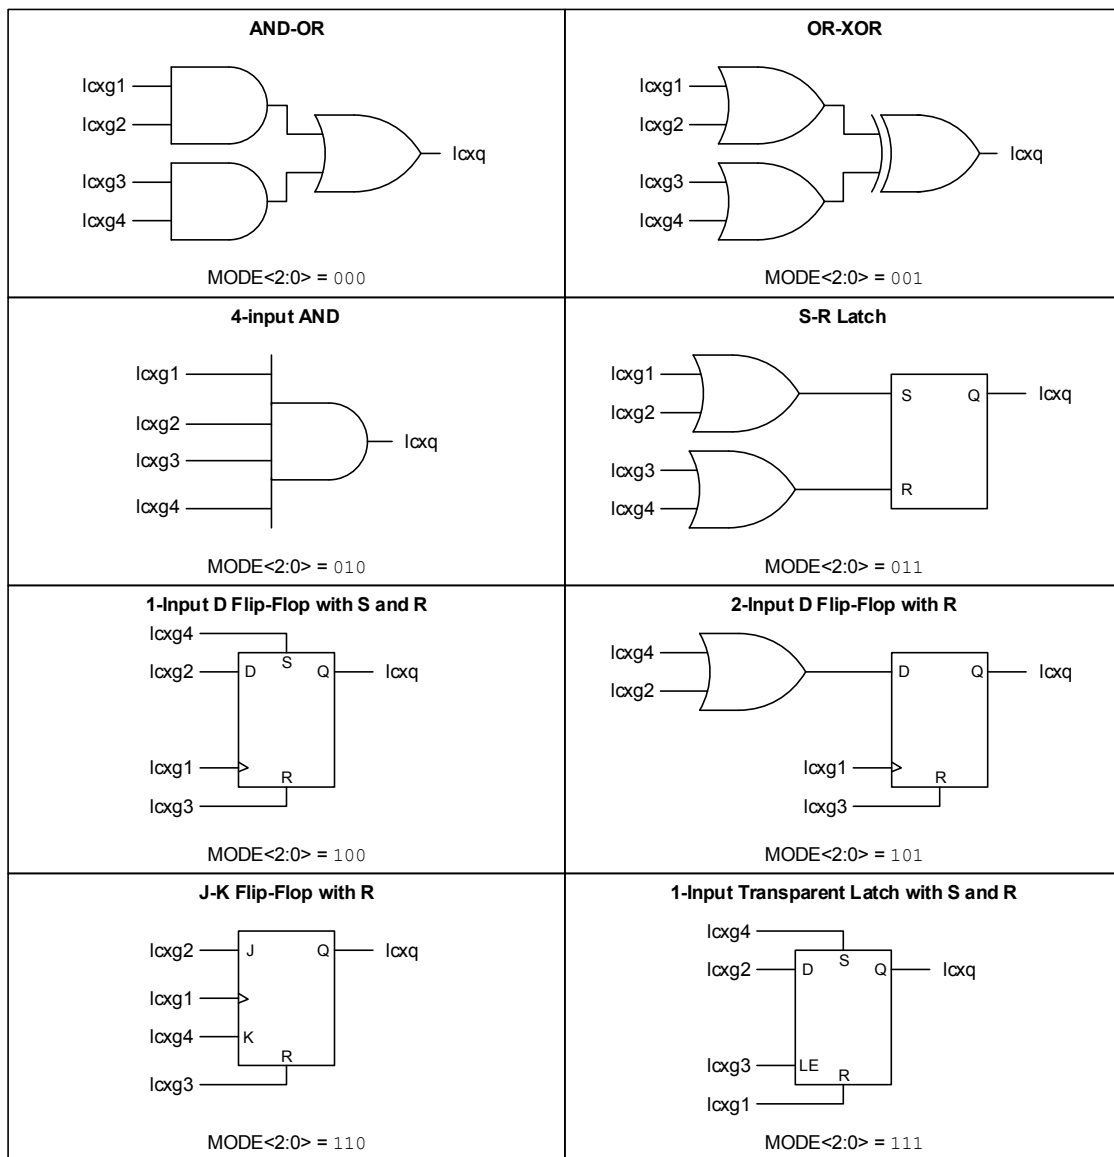 AND-OR
lcxg1
lcxg2
lcxg3
lcxg4
lcxq
MODE<2:0> = 000
OR-XOR
lcxg1
lcxg2
lcxg3
lcxg4
lcxq
MODE<2:0> = 001
4-input AND
lcxg1
lcxg2
lcxg3
lcxg4
lcxq
MODE<2:0> = 010
S-R Latch
lcxg1
lcxg2
lcxg3
lcxg4
S
Q
R
lcxq
MODE<2:0> = 011
1-Input D Flip-Flop with S and R
lcxg4
lcxg2
D
S
Q
lcxq
lcxg1
R
lcxg3
MODE<2:0> = 100
2-Input D Flip-Flop with R
lcxg4
lcxg2
D
Q
lcxq
lcxg1
R
lcxg3
MODE<2:0> = 101
J-K Flip-Flop with R
lcxg2
J
Q
lcxq
lcxg1
lcxg4
K
R
lcxg3
MODE<2:0> = 110
1-Input Transparent Latch with S and R
lcxg4
lcxg2
D
S
Q
lcxq
lcxg3
LE
R
lcxg1
MODE<2:0> = 111